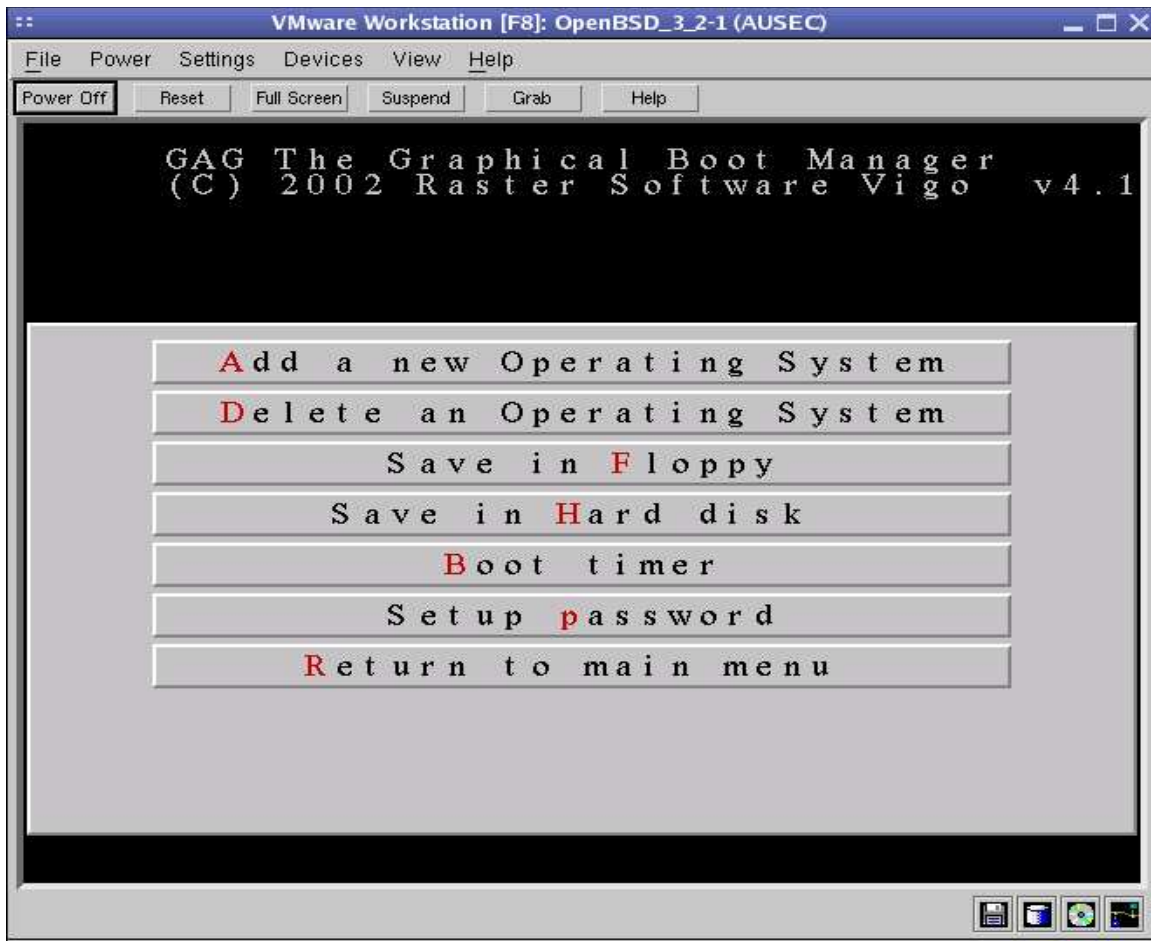 VMware Workstation [F8]: OpenBSD_3_2-1 (AUSEC)
File Power Settings Devices View Help
Power Off Reset Full Screen Suspend Grab Help
GAG The Graphical Boot Manager
(C) 2002 Raster Software Vigo v4.1
Add a new Operating System
Delete an Operating System
Save in Floppy
Save in Hard disk
Boot timer
Setup password
Return to main menu